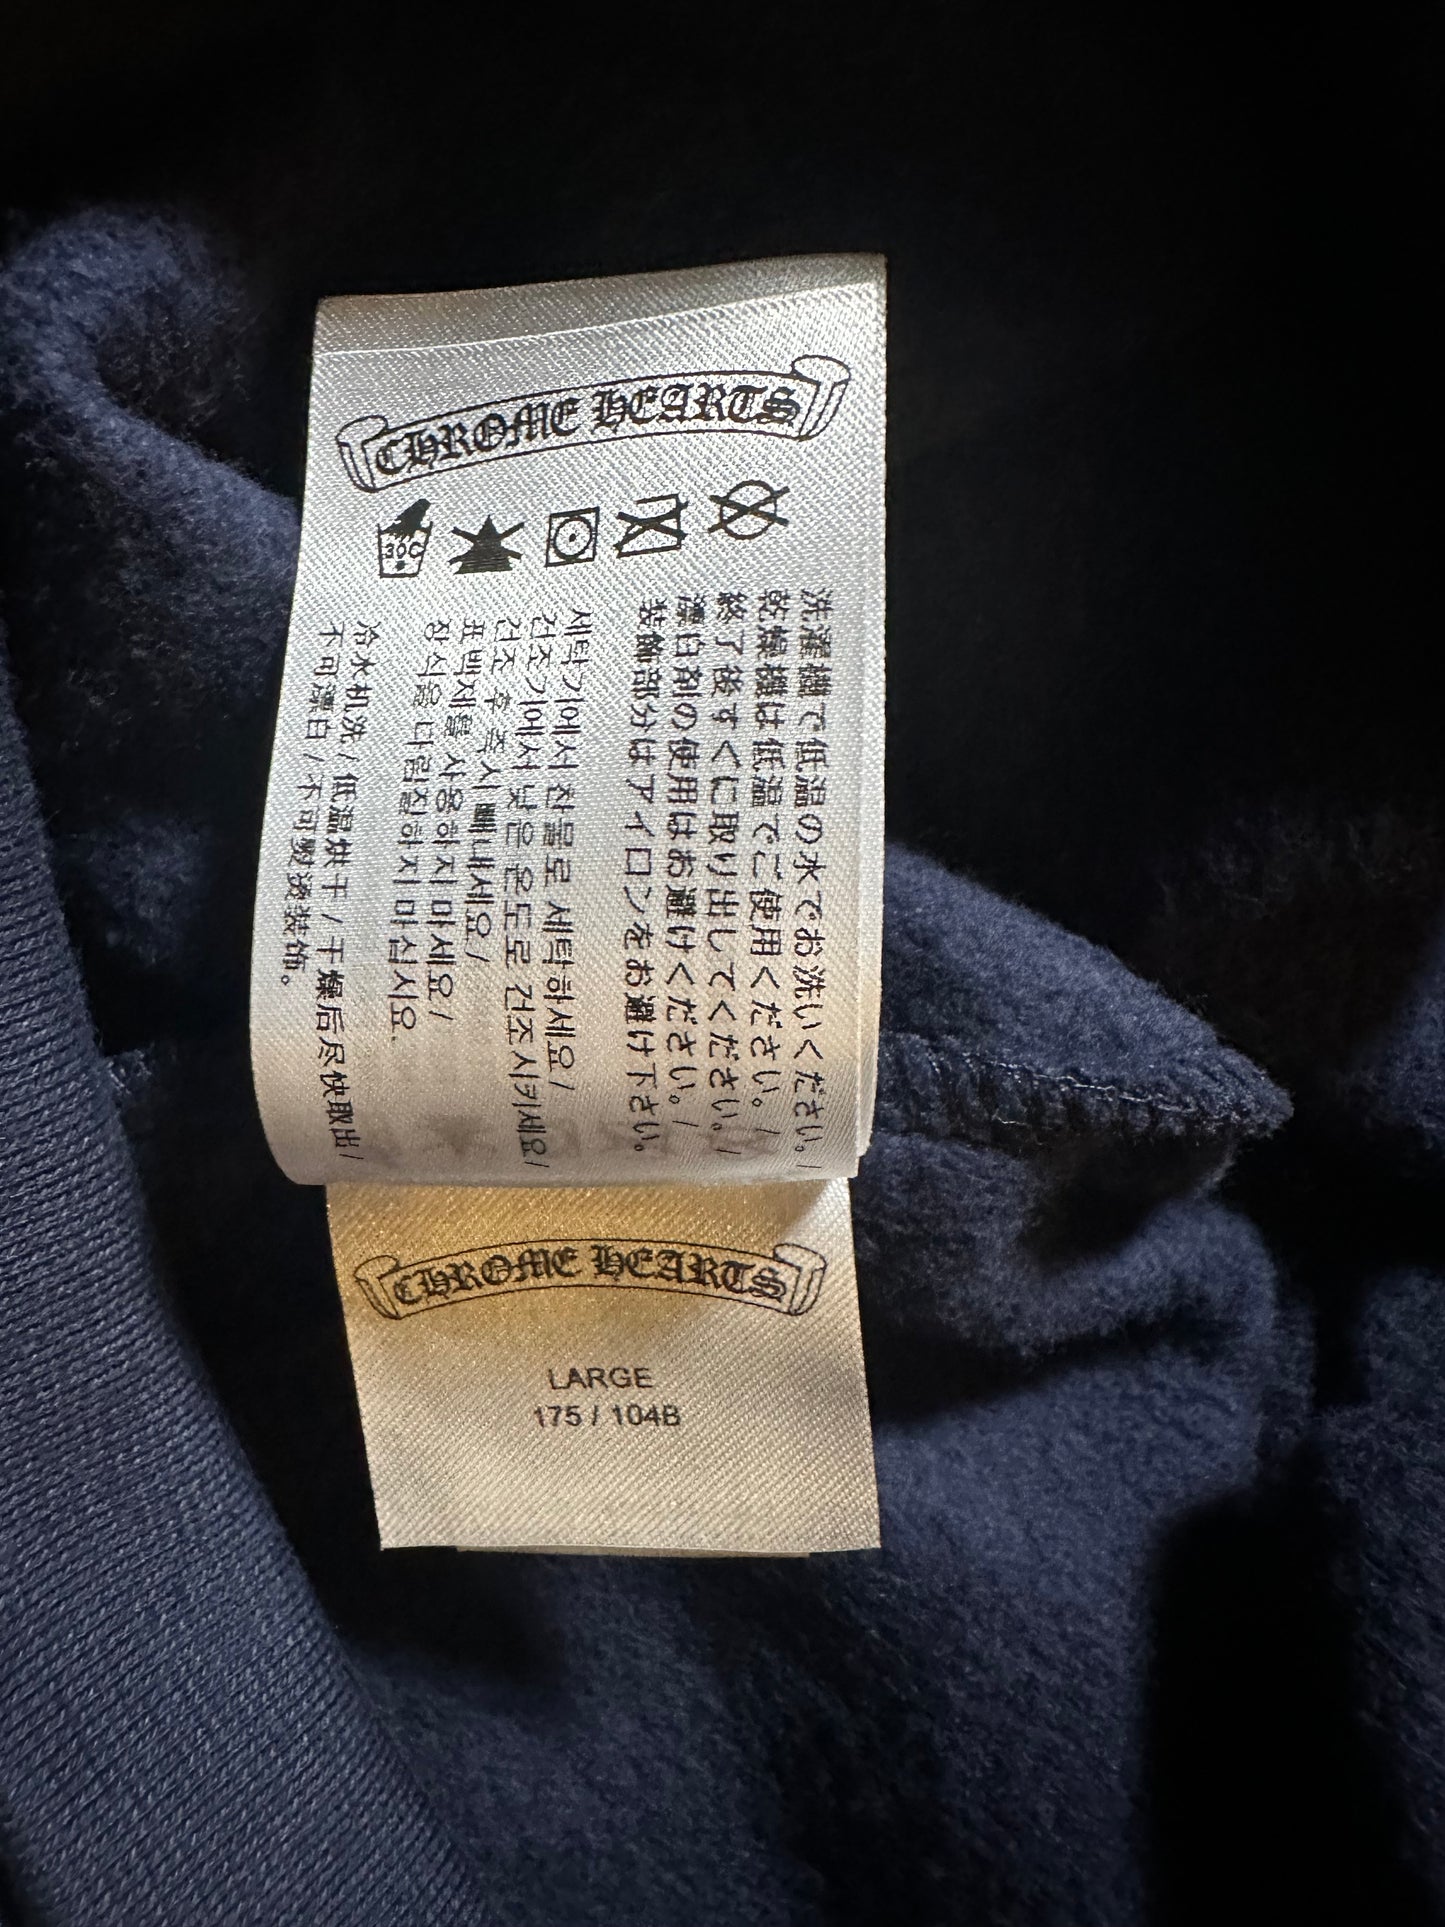 CHROME HEARTS
30C
洗濯機で低温の水でお洗いください。/
乾燥機は低温でご使用ください。/
終了後すぐに取り出してください。/
漂白剤の使用はお避けください。/
装飾部分はアイロンをお避け下さい。
세탁기에서 찬물로 세탁하세요/
건조기에서 낮은 온도로 건조시키세요/
건조 후 즉시 빼내세요/
표백제를 사용하지 마세요/
장식을 다림질하지 마십시요.
冷水机洗/低温烘干/干燥后尽快取出/
不可漂白/不可熨烫装饰。
CHROME HEARTS
LARGE
175 / 104B